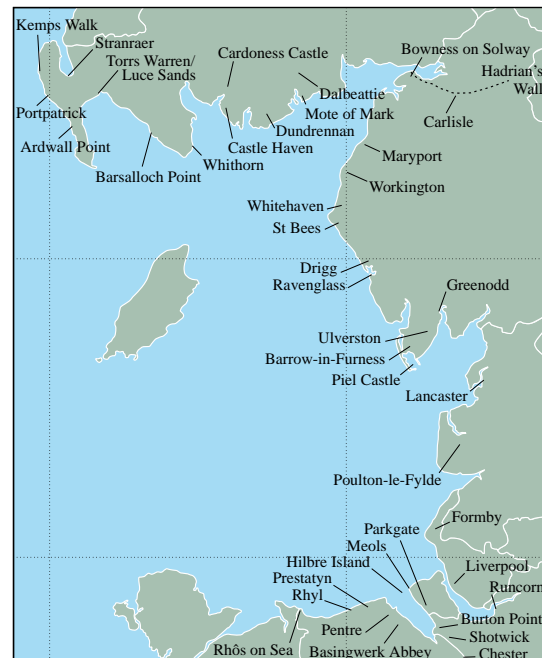 Kemps Walk
Stranraer
Torrs Warren/
Luce Sands
Cardoness Castle
Bowness on Solway
Hadrian's
Wall
Dalbeattie
Mote of Mark
Portpatrick
Dundrennan
Carlisle
Ardwall Point
Castle Haven
Maryport
Whithorn
Barsalloch Point
Workington
Whitehaven
St Bees
Drigg
Ravenglass
Greenodd
Ulverston
Barrow-in-Furness
Piel Castle
Lancaster
Poulton-le-Fylde
Formby
Parkgate
Meols
Hilbre Island
Liverpool
Prestatyn
Runcorn
Rhyl
Burton Point
Pentre
Shotwick
Rhôs on Sea
Basingwerk Abbey
Chester